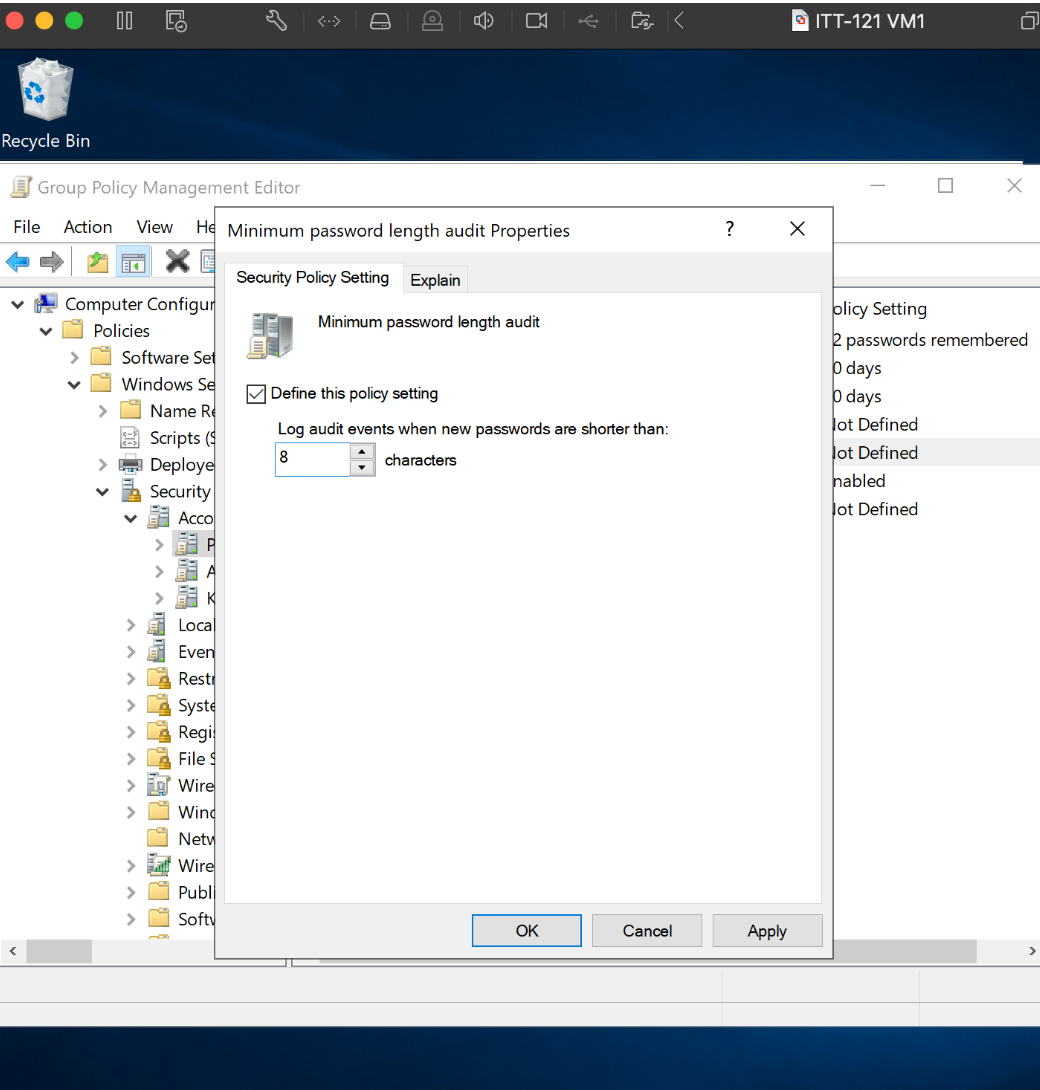 ITT-121 VM1
Recycle Bin
Group Policy Management Editor
File Action View He
Minimum password length audit Properties
?
Security Policy Setting
Explain
Minimum password length audit
Define this policy setting
Log audit events when new passwords are shorter than:
8
characters
OK
Cancel
Apply
Computer Configur
Policies
Software Set
Windows Se
Name Re
Scripts (S
Deploye
Security
Acco
P
A
K
Local
Even
Restr
Syste
Regis
File S
Wire
Wind
Netw
Wire
Publi
Softw
olicy Setting
2 passwords remembered
0 days
0 days
Not Defined
Not Defined
nabled
Not Defined